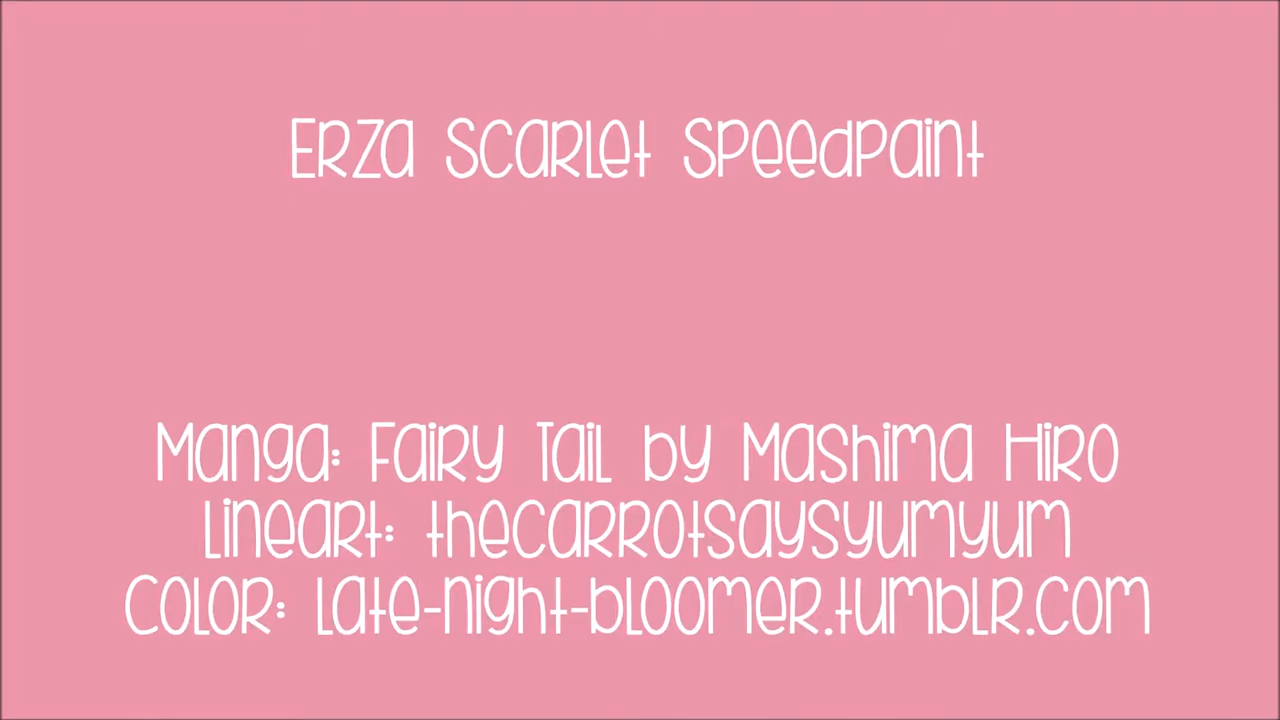 Erza Scarlet Speedpaint
Manga: Fairy Tail by Mashima Hiro
Lineart: thecarrotsaysyumyum
Color: late-night-bloomer.tumblr.com